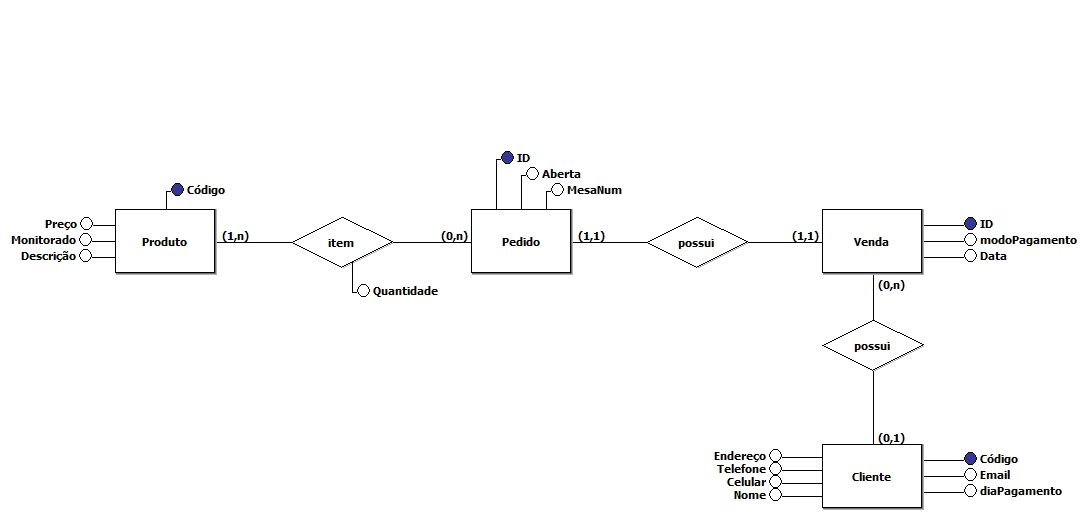 ID
Aberta
MesaNum
Código
Preço
Monitorado
Descrição
Produto
(1,n)
item
(0,n)
Quantidade
Pedido
(1,1)
possui
(1,1)
Venda
ID
modoPagamento
Data
(0,n)
possui
(0,1)
Endereço
Telefone
Celular
Nome
Cliente
Código
Email
diaPagamento